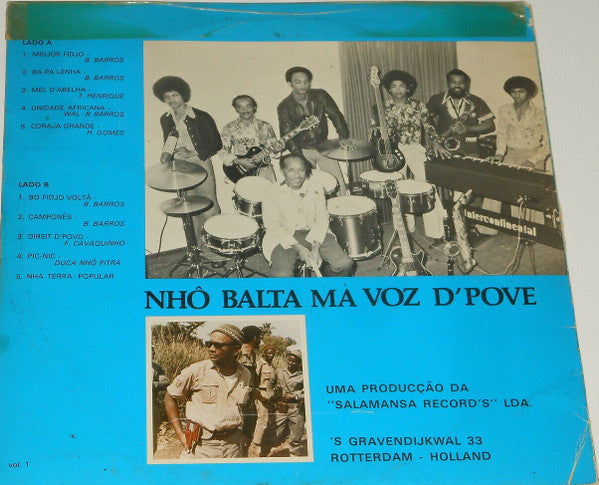 LADO A
1. MIDJOR FIDJO -
B. BARROS
2. BA PA LENHA -
B. BARROS
3. MEL D'ABELHA -
T. HENRIQUE
4. UNIDADE AFRICANA -
WAL - B. BARROS
5. CORAJA GRANDE -
H. GOMES
LADO B
1. BO FIDJO VOLTA -
B. BARROS
2. CAMPONÊS -
B. BARROS
3. DIREIT D'POVO -
F. CAVAQUINHO
4. PIC-NIC -
DUCA NHÔ PITRA
5. NHA TERRA - POPULAR
intercontinental
NHÔ BALTA MA VOZ D'POVE
UMA PRODUCÇÃO DA
"SALAMANSA RECORD'S" LDA.
'S GRAVENDIJKWAL 33
ROTTERDAM - HOLLAND
vol. 1